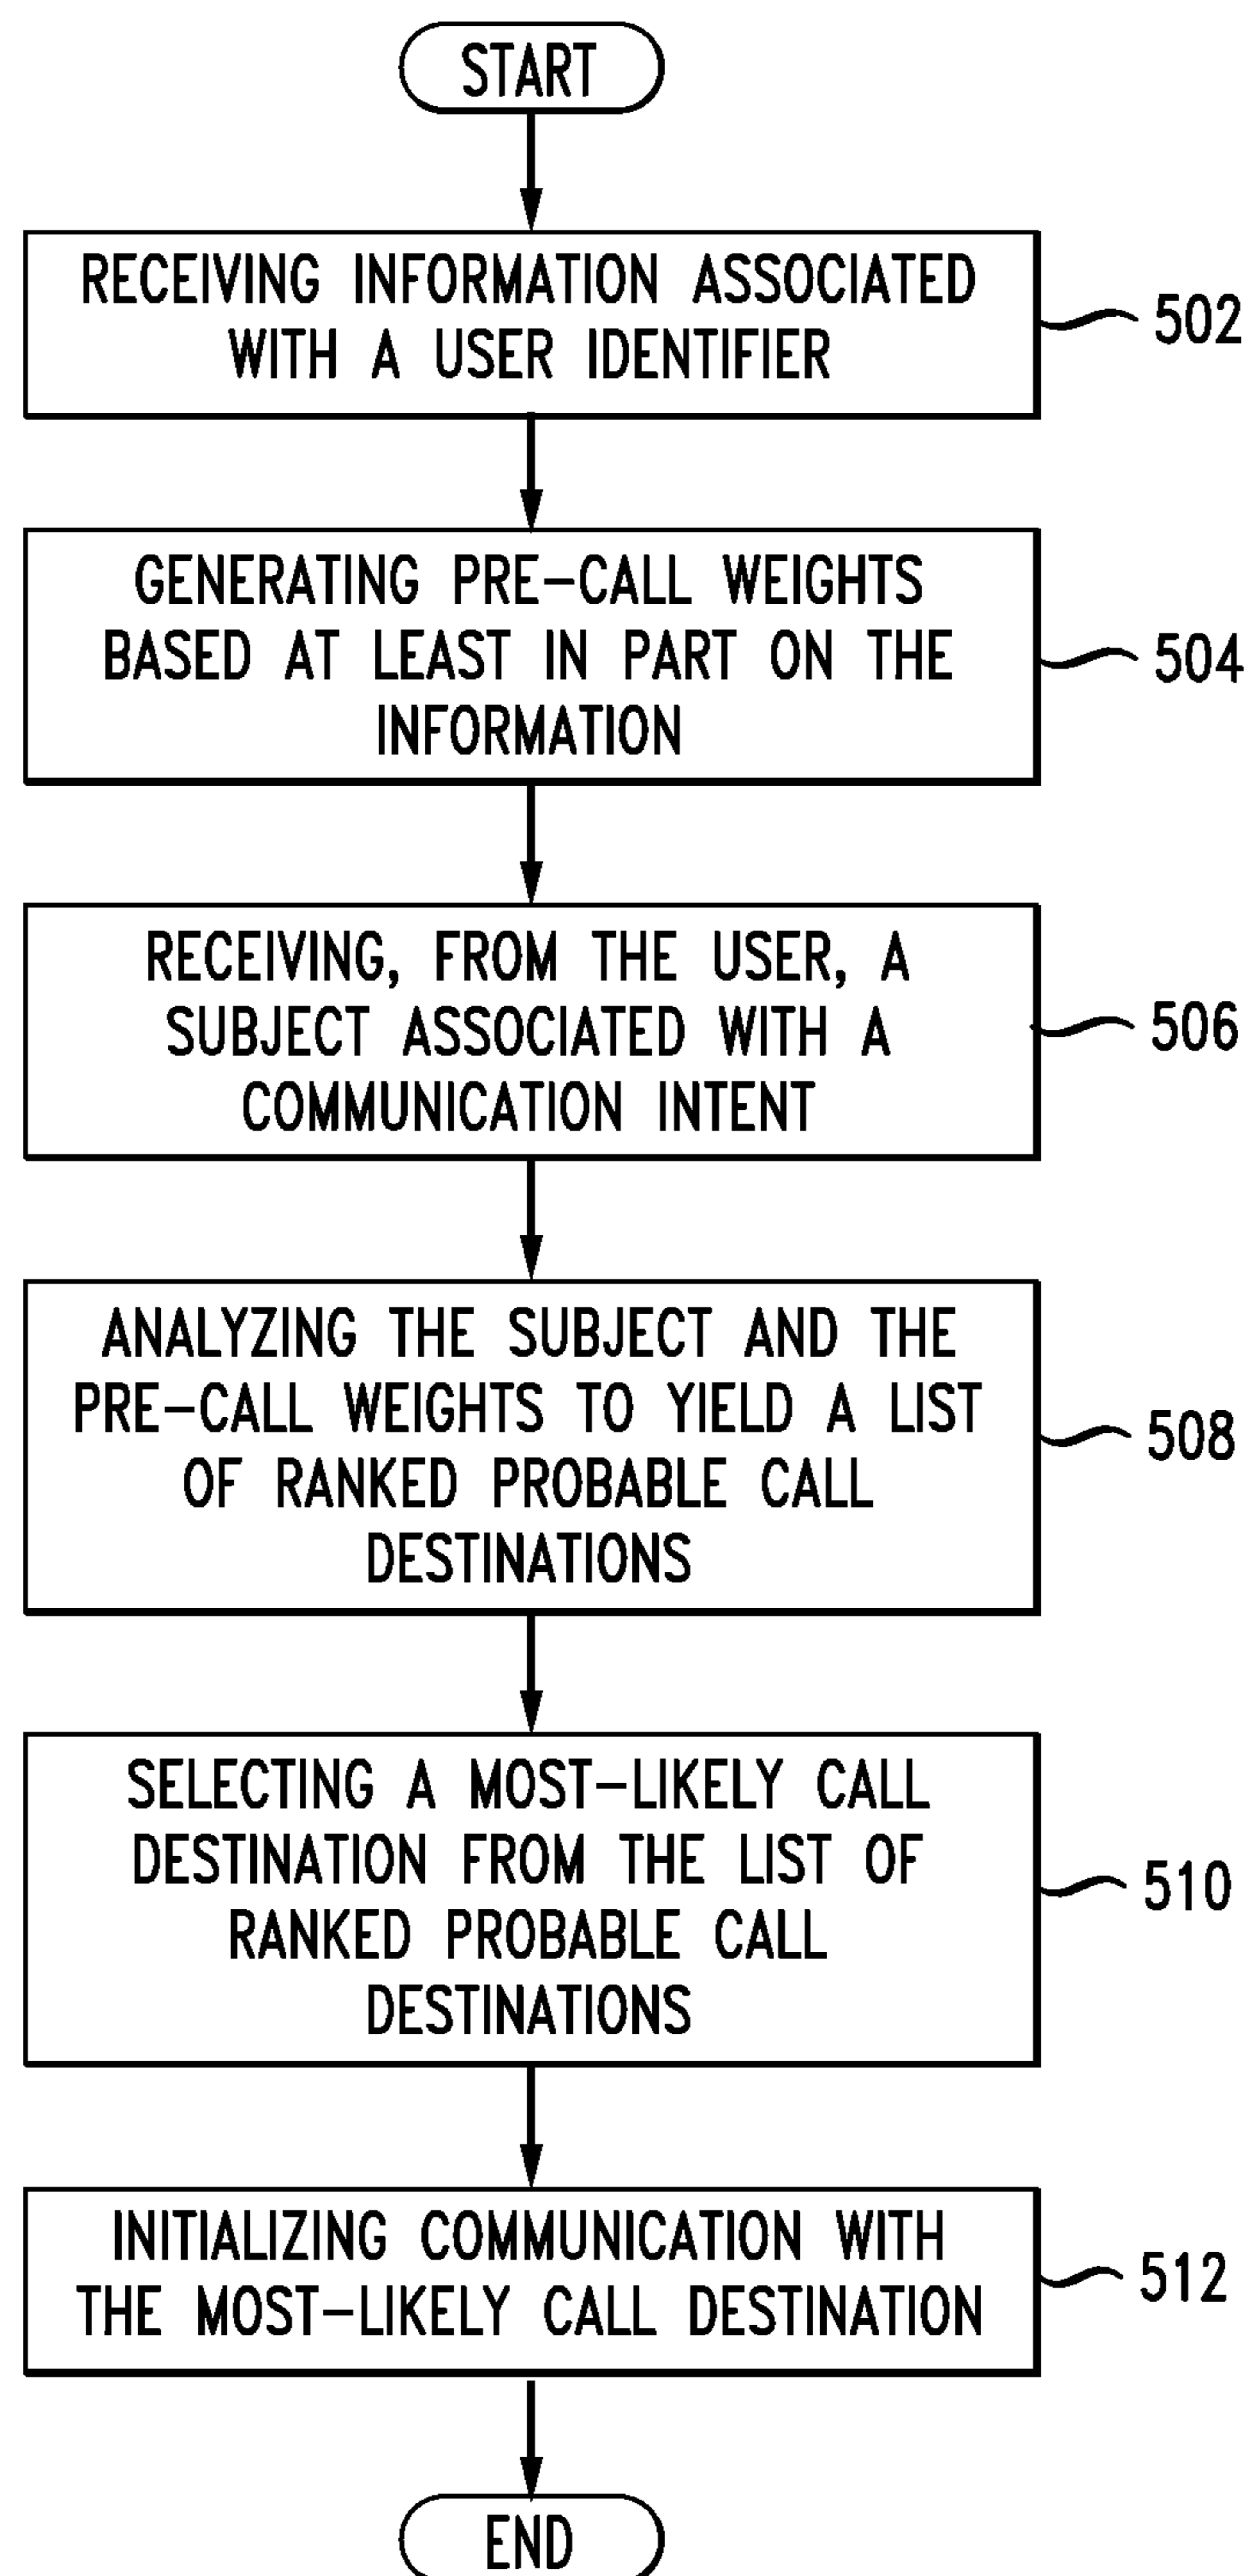 START
RECEIVING INFORMATION ASSOCIATED
WITH A USER IDENTIFIER
502
GENERATING PRE-CALL WEIGHTS
BASED AT LEAST IN PART ON THE
INFORMATION
504
RECEIVING, FROM THE USER, A
SUBJECT ASSOCIATED WITH A
COMMUNICATION INTENT
506
ANALYZING THE SUBJECT AND THE
PRE-CALL WEIGHTS TO YIELD A LIST
OF RANKED PROBABLE CALL
DESTINATIONS
508
SELECTING A MOST-LIKELY CALL
DESTINATION FROM THE LIST OF
RANKED PROBABLE CALL
DESTINATIONS
510
INITIALIZING COMMUNICATION WITH
THE MOST-LIKELY CALL DESTINATION
512
END